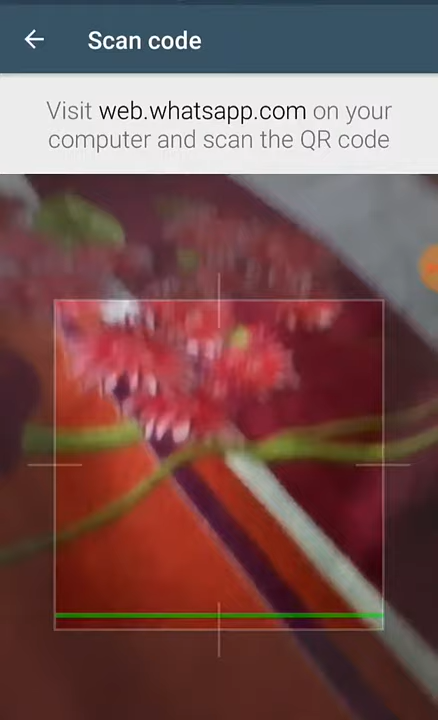 Scan code
Visit web.whatsapp.com on your
computer and scan the QR code